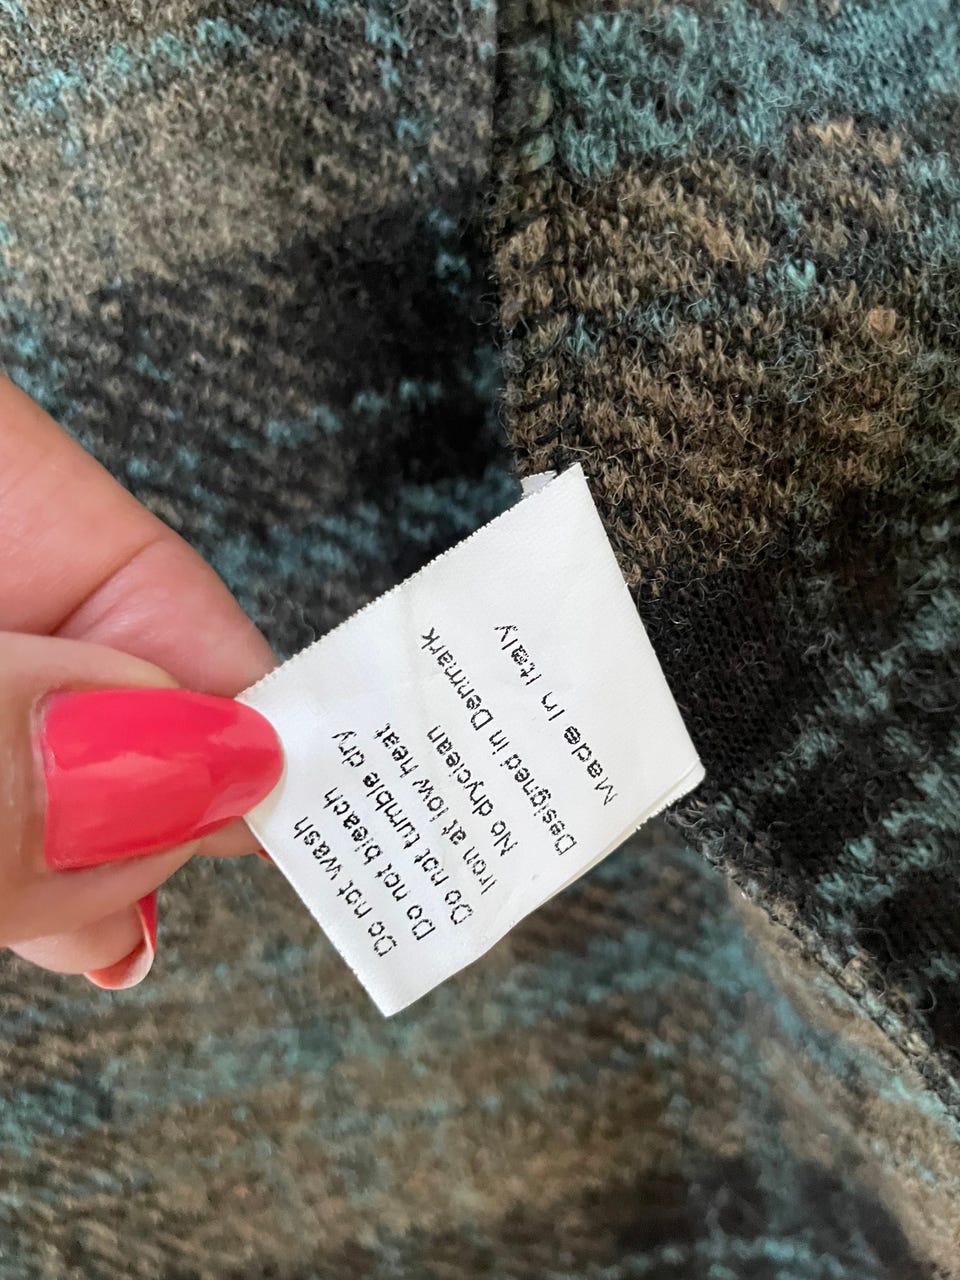 Do not wash
Do not bleach
Do not tumble dry
Iron at low heat
No dryclean
Designed in Denmark
Made in Italy